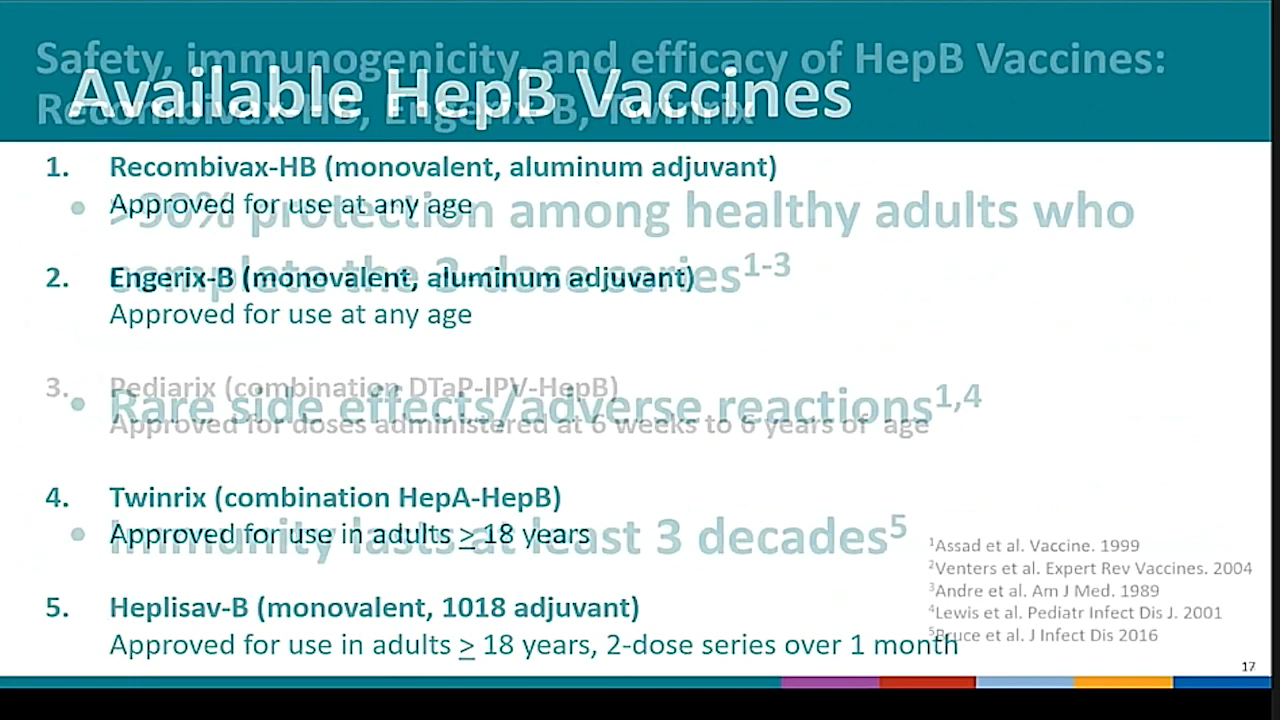 Safety, immunogenicity, and efficacy of HepB Vaccines:
Recombivax-HB, Engerix-B, Twinrix
Available HepB Vaccines
1. Recombivax-HB (monovalent, aluminum adjuvant)
Approved for use at any age
• >90% protection among healthy adults who
complete the 3-dose series1-3
2. Engerix-B (monovalent, aluminum adjuvant)
Approved for use at any age
3. Pediarix (combination DTaP-IPV-HepB)
Approved for doses administered at 6 weeks to 6 years of age
• Rare side effects/adverse reactions1,4
4. Twinrix (combination HepA-HepB)
Approved for use in adults ≥ 18 years
• Immunity lasts at least 3 decades5
5. Heplisav-B (monovalent, 1018 adjuvant)
Approved for use in adults ≥ 18 years, 2-dose series over 1 month
1Assad et al. Vaccine. 1999
2Venters et al. Expert Rev Vaccines. 2004
3Andre et al. Am J Med. 1989
4Lewis et al. Pediatr Infect Dis J. 2001
5Bruce et al. J Infect Dis 2016
17